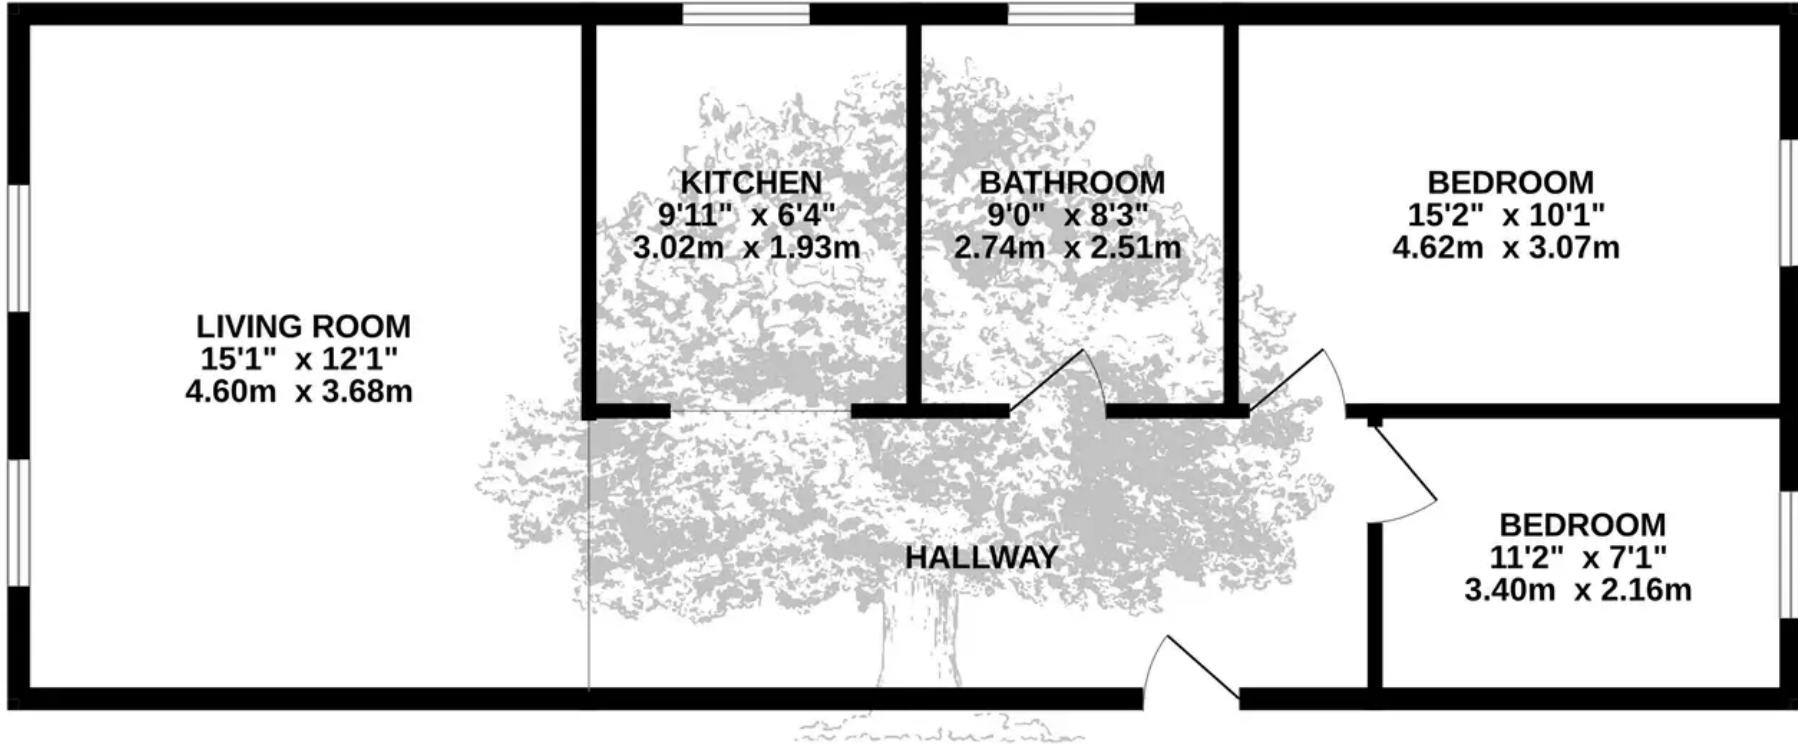 LIVING ROOM
15'1"  x 12'1"
4.60m  x 3.68m
KITCHEN
9'11"  x 6'4"
3.02m  x 1.93m
BATHROOM
9'0"  x 8'3"
2.74m  x 2.51m
BEDROOM
15'2"  x 10'1"
4.62m  x 3.07m
HALLWAY
BEDROOM
11'2"  x 7'1"
3.40m  x 2.16m